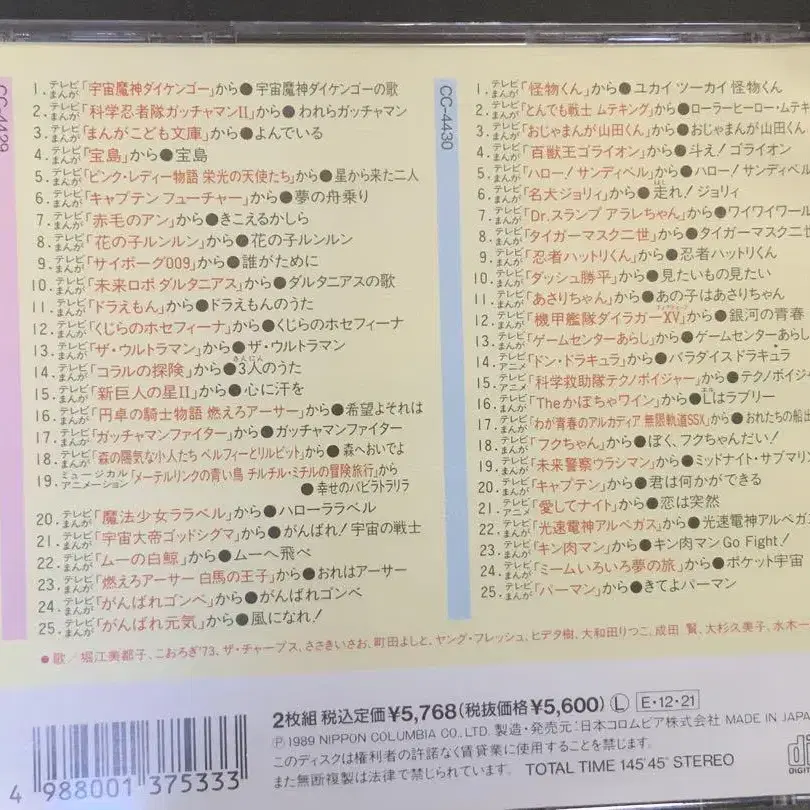 CC-4429
1. テレビまんが「宇宙魔神ダイケンゴー」から●宇宙魔神ダイケンゴーの歌
2. テレビまんが「科学忍者隊ガッチャマンII」から●われらガッチャマン
3. テレビまんが「まんがこども文庫」から●よんでいる
4. テレビまんが「宝島」から●宝島
5. テレビまんが「ピンク・レディー物語 栄光の天使たち」から●星から来た二人
6. テレビまんが「キャプテン フューチャー」から●夢の舟乗り
7. テレビまんが「赤毛のアン」から●きこえるかしら
8. テレビまんが「花の子ルンルン」から●花の子ルンルン
9. テレビまんが「サイボーグ009」から●誰がために
10. テレビまんが「未来ロボ ダルタニアス」から●ダルタニアスの歌
11. テレビまんが「ドラえもん」から●ドラえもんのうた
12. テレビまんが「くじらのホセフィーナ」から●くじらのホセフィーナ
13. テレビまんが「ザ・ウルトラマン」から●ザ・ウルトラマン
14. テレビまんが「コラルの探険」から●3人のうた
15. テレビまんが「新巨人の星II」から●心に汗を
16. テレビまんが「円卓の騎士物語 燃えろアーサー」から●希望よそれは
17. テレビまんが「ガッチャマンファイター」から●ガッチャマンファイター
18. テレビまんが「森の陽気な小人たち ベルフィーとリルビット」から●森へおいでよ
19. ミュージカルアニメーション「メーテルリンクの青い鳥 チルチル・ミチルの冒険旅行」から
●幸せのバビラトラリラ
20. テレビまんが「魔法少女ララベル」から●ハローララベル
21. テレビまんが「宇宙大帝ゴッドシグマ」から●がんばれ!宇宙の戦士
22. テレビまんが「ムーの白鯨」から●ムーへ飛べ
23. テレビまんが「燃えろアーサー 白馬の王子」から●おれはアーサー
24. テレビまんが「がんばれゴンベ」から●がんばれゴンベ
25. テレビまんが「がんばれ元気」から●風になれ!
CC-4430
1. テレビまんが「怪物くん」から●ユカイ ツーカイ 怪物くん
2. テレビまんが「とんでも戦士 ムテキング」から●ローラーヒーロー・ムテキ
3. テレビまんが「おじゃまんが山田くん」から●おじゃまんが山田くん
4. テレビまんが「百獣王ゴライオン」から●斗え!ゴライオン
5. テレビまんが「ハロー!サンディベル」から●ハロー!サンディベル
6. テレビまんが「名犬ジョリィ」から●走れ!ジョリィ
7. テレビまんが「Dr.スランプ アラレちゃん」から●ワイワイワール
8. テレビまんが「タイガーマスク二世」から●タイガーマスク二世
9. テレビまんが「忍者ハットリくん」から●忍者ハットリくん
10. テレビまんが「ダッシュ勝平」から●見たいもの見たい
11. テレビまんが「あさりちゃん」から●あの子はあさりちゃん
12. テレビまんが「機甲艦隊ダイラガーXV」から●銀河の青春
13. テレビまんが「ゲームセンターあらし」から●ゲームセンターあらし
14. テレビアニメ「ドン・ドラキュラ」から●パラダイスドラキュラ
15. テレビまんが「科学救助隊テクノボイジャー」から●テクノボイジャ
16. テレビまんが「Theかぼちゃワイン」から●Lはラブリー
17. テレビまんが「わが青春のアルカディア 無限軌道SSX」から●おれたちの船出
18. テレビまんが「フクちゃん」から●ぼく、フクちゃんだい!
19. テレビまんが「未来警察ウラシマン」から●ミッドナイト・サブマリン
20. テレビまんが「キャプテン」から●君は何かができる
21. テレビアニメ「愛してナイト」から●恋は突然
22. テレビまんが「光速電神アルベガス」から●光速電神アルベガ
23. テレビまんが「キン肉マン」から●キン肉マン Go Fight!
24. テレビまんが「ミームいろいろ夢の旅」から●ポケット宇宙
25. テレビまんが「パーマン」から●きてよパーマン
●歌/堀江美都子、こおろぎ'73、ザ・チャープス、ささきいさお、町田よしと、ヤング・フレッシュ、ヒデタ樹、大和田りつこ、成田 賢、大杉久美子、水木一
2枚組 税込定価¥5,768(税抜価格¥5,600) Ⓛ E・12・21
Ⓟ1989 NIPPON COLUMBIA CO., LTD. 製造・発売元:日本コロムビア株式会社 MADE IN JAPA
このディスクは権利者の許諾なく賃貸業に使用することを禁じます。
また無断複製は法律で禁じられています。 TOTAL TIME 145'45" STEREO
4 988001 375333
DIGIT